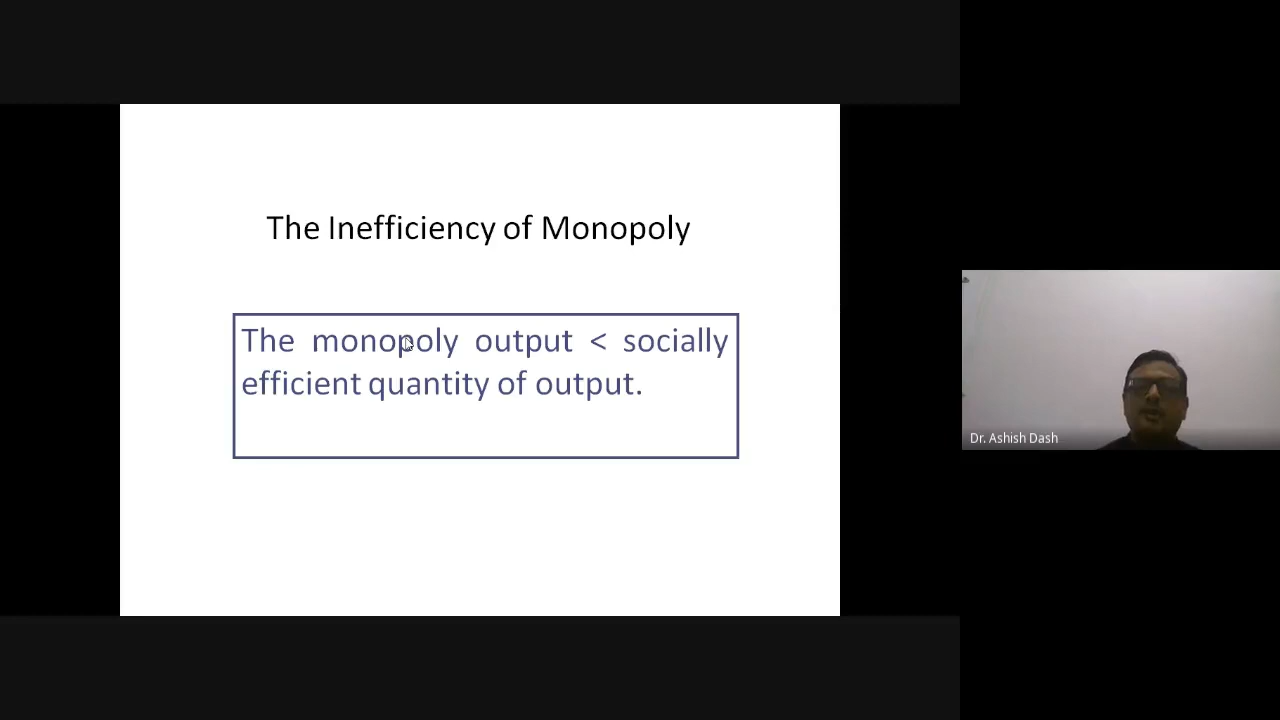 The Inefficiency of Monopoly
The monopoly output < socially
efficient quantity of output.
Dr. Ashish Dash